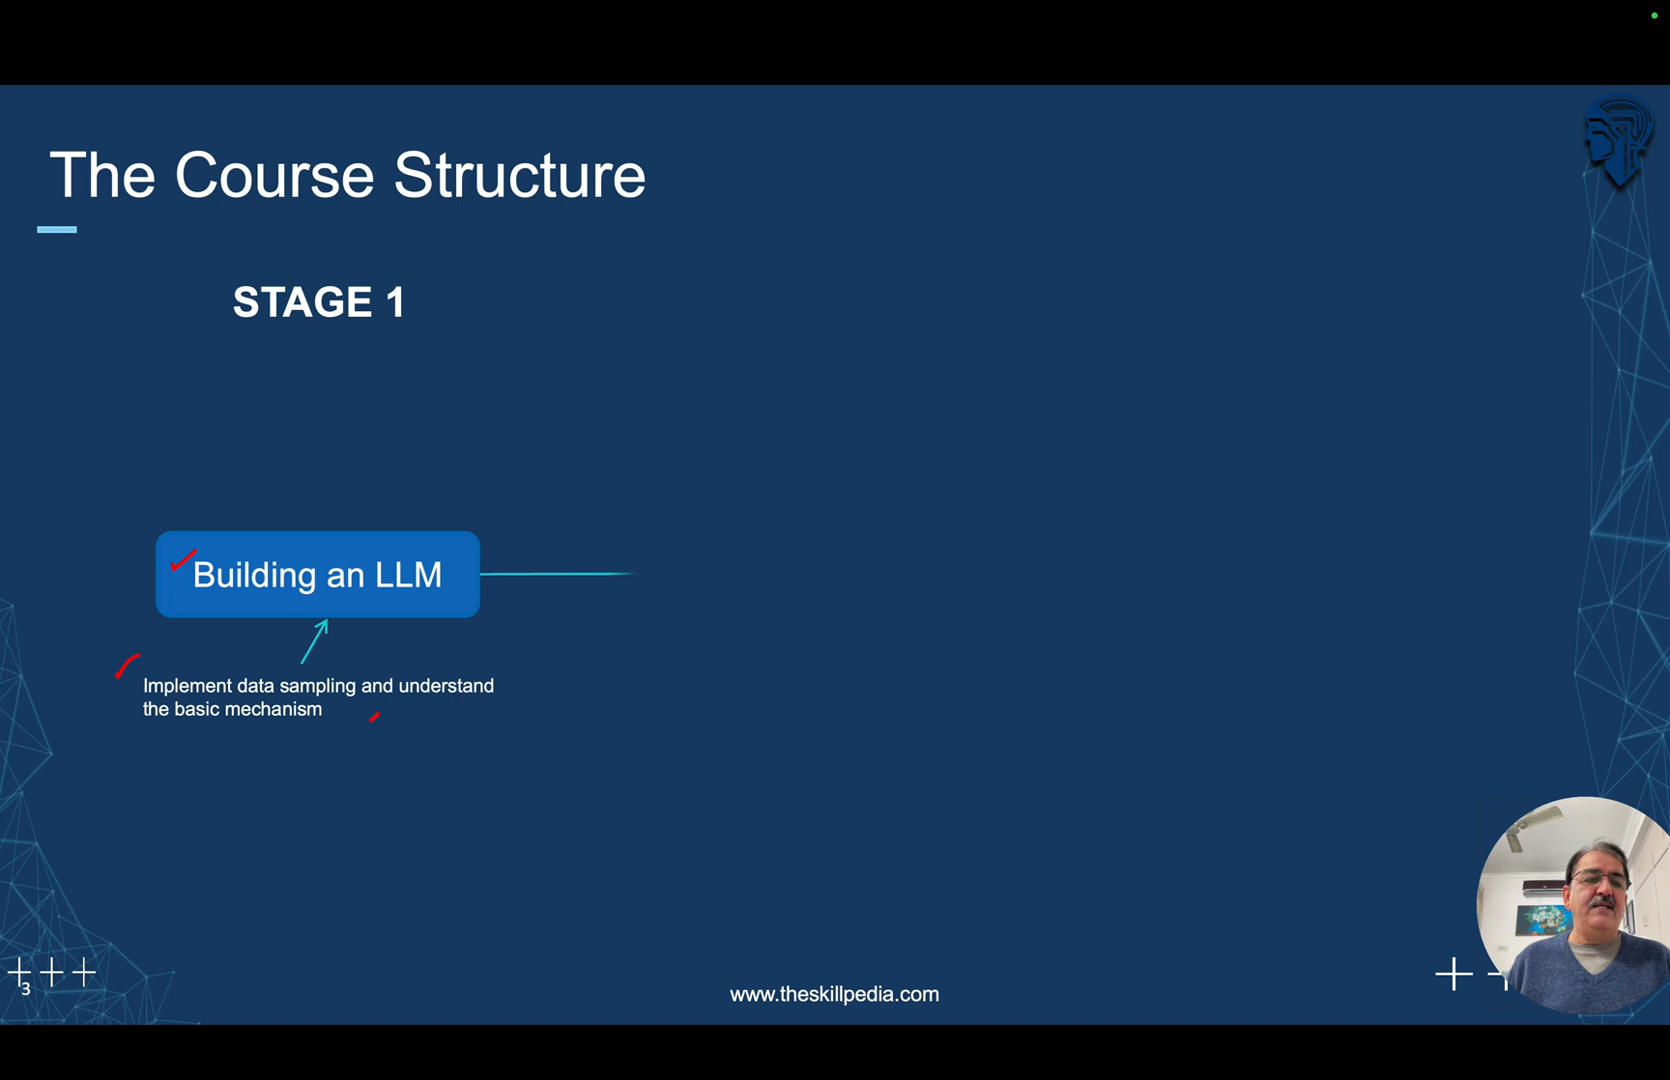 The Course Structure
STAGE 1
Building an LLM
Implement data sampling and understand
the basic mechanism
3
www.theskillpedia.com